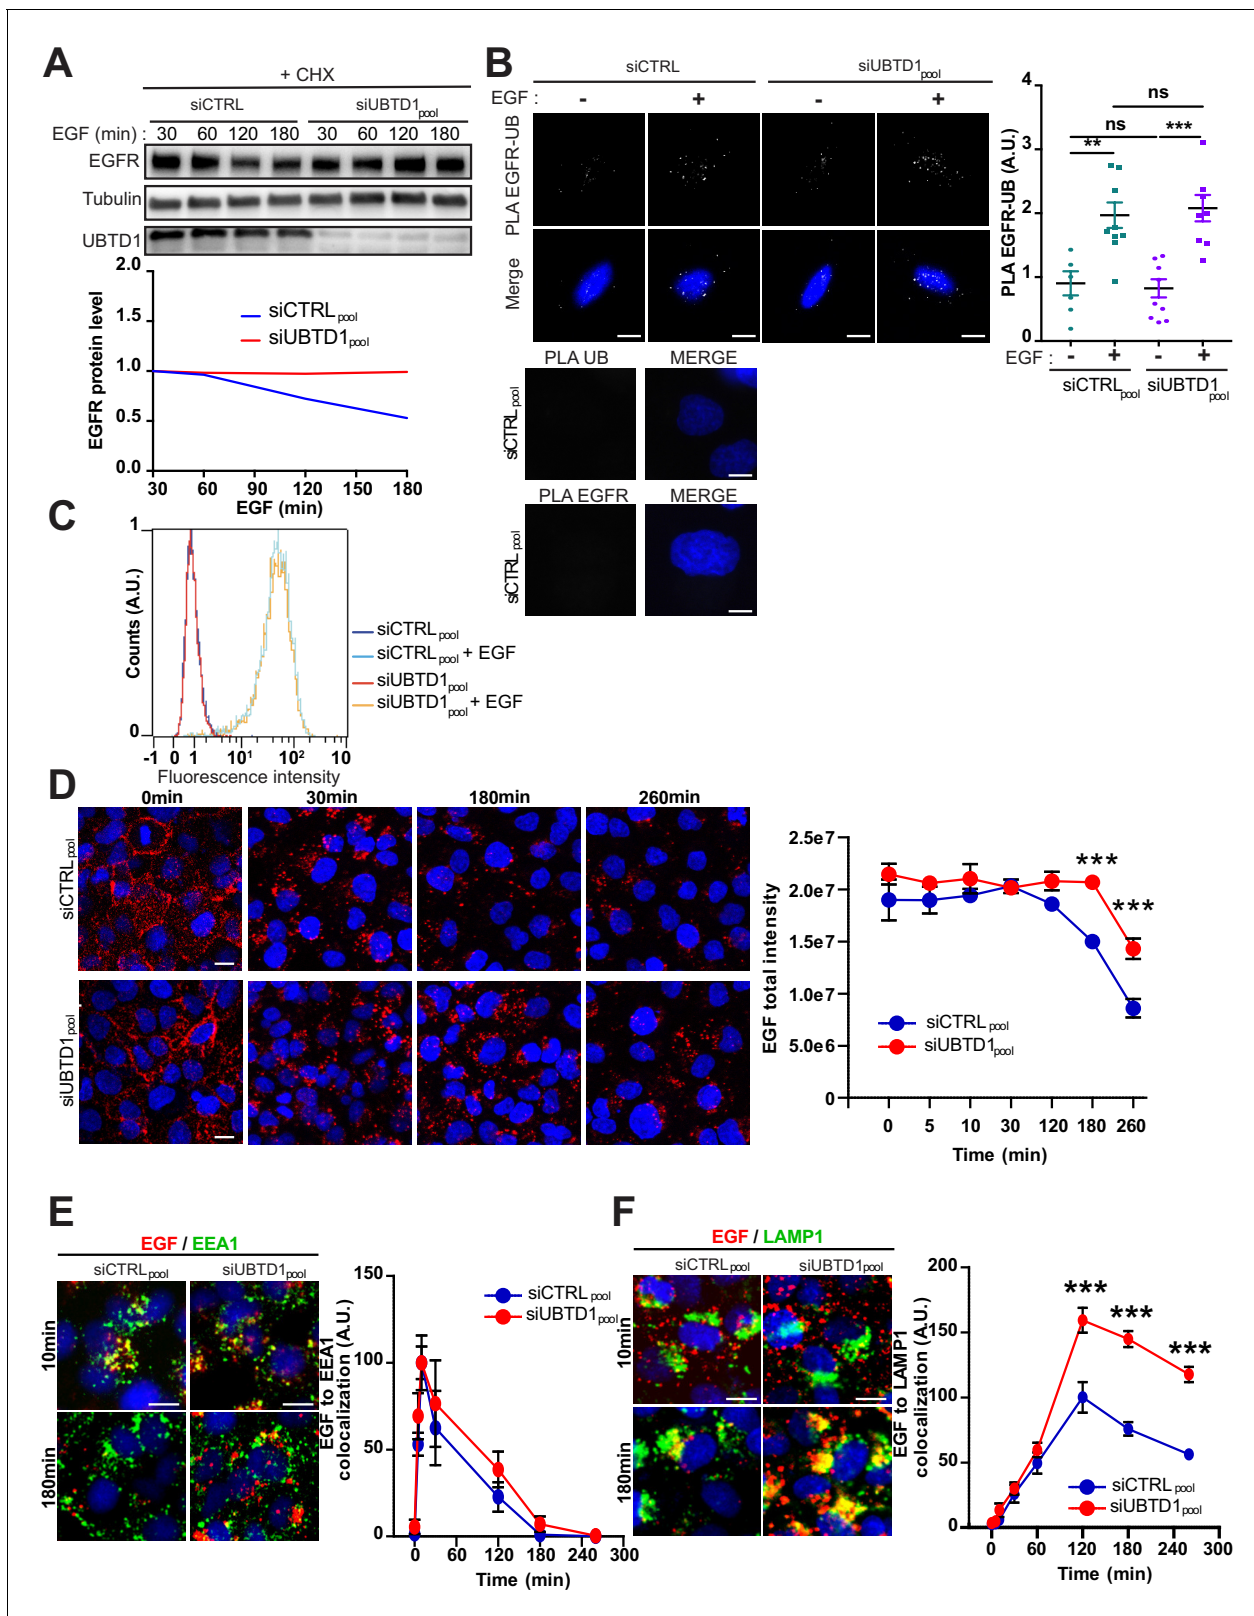 A
+ CHX
siCTRL siUBTD1pool
EGF (min) : 30 60 120 180 30 60 120 180
EGFR
Tubulin
UBTD1
2.0
1.5
1.0
0.5
0.0
EGFR protein level
siCTRLpool
siUBTD1pool
30 60 90 120 150 180
EGF (min)
B
siCTRL siUBTD1pool
EGF : - + - +
PLA EGFR-UB
Merge
PLA UB MERGE
siCTRLpool
PLA EGFR MERGE
siCTRLpool
ns
ns ***
**
4
3
2
1
0
PLA EGFR-UB (A.U.)
EGF : - + - +
siCTRLpool siUBTD1pool
C
1
0
Counts (A.U.)
-1 0 1 10¹ 10² 10
Fluorescence intensity
siCTRLpool
siCTRLpool + EGF
siUBTD1pool
siUBTD1pool + EGF
D
0min 30min 180min 260min
siCTRLpool
siUBTD1pool
2.5e7
2.0e7
1.5e7
1.0e7
5.0e6
0
EGF total intensity
***
***
siCTRLpool
siUBTD1pool
0 5 10 30 120 180 260
Time (min)
E
EGF / EEA1
siCTRLpool siUBTD1pool
10min
180min
150
100
50
0
EGF to EEA1
colocalization (A.U.)
siCTRLpool
siUBTD1pool
0 60 120 180 240 300
Time (min)
F
EGF / LAMP1
siCTRLpool siUBTD1pool
10min
180min
200
150
100
50
0
EGF to LAMP1
colocalization (A.U.)
***
***
***
siCTRLpool
siUBTD1pool
0 60 120 180 240 300
Time (min)